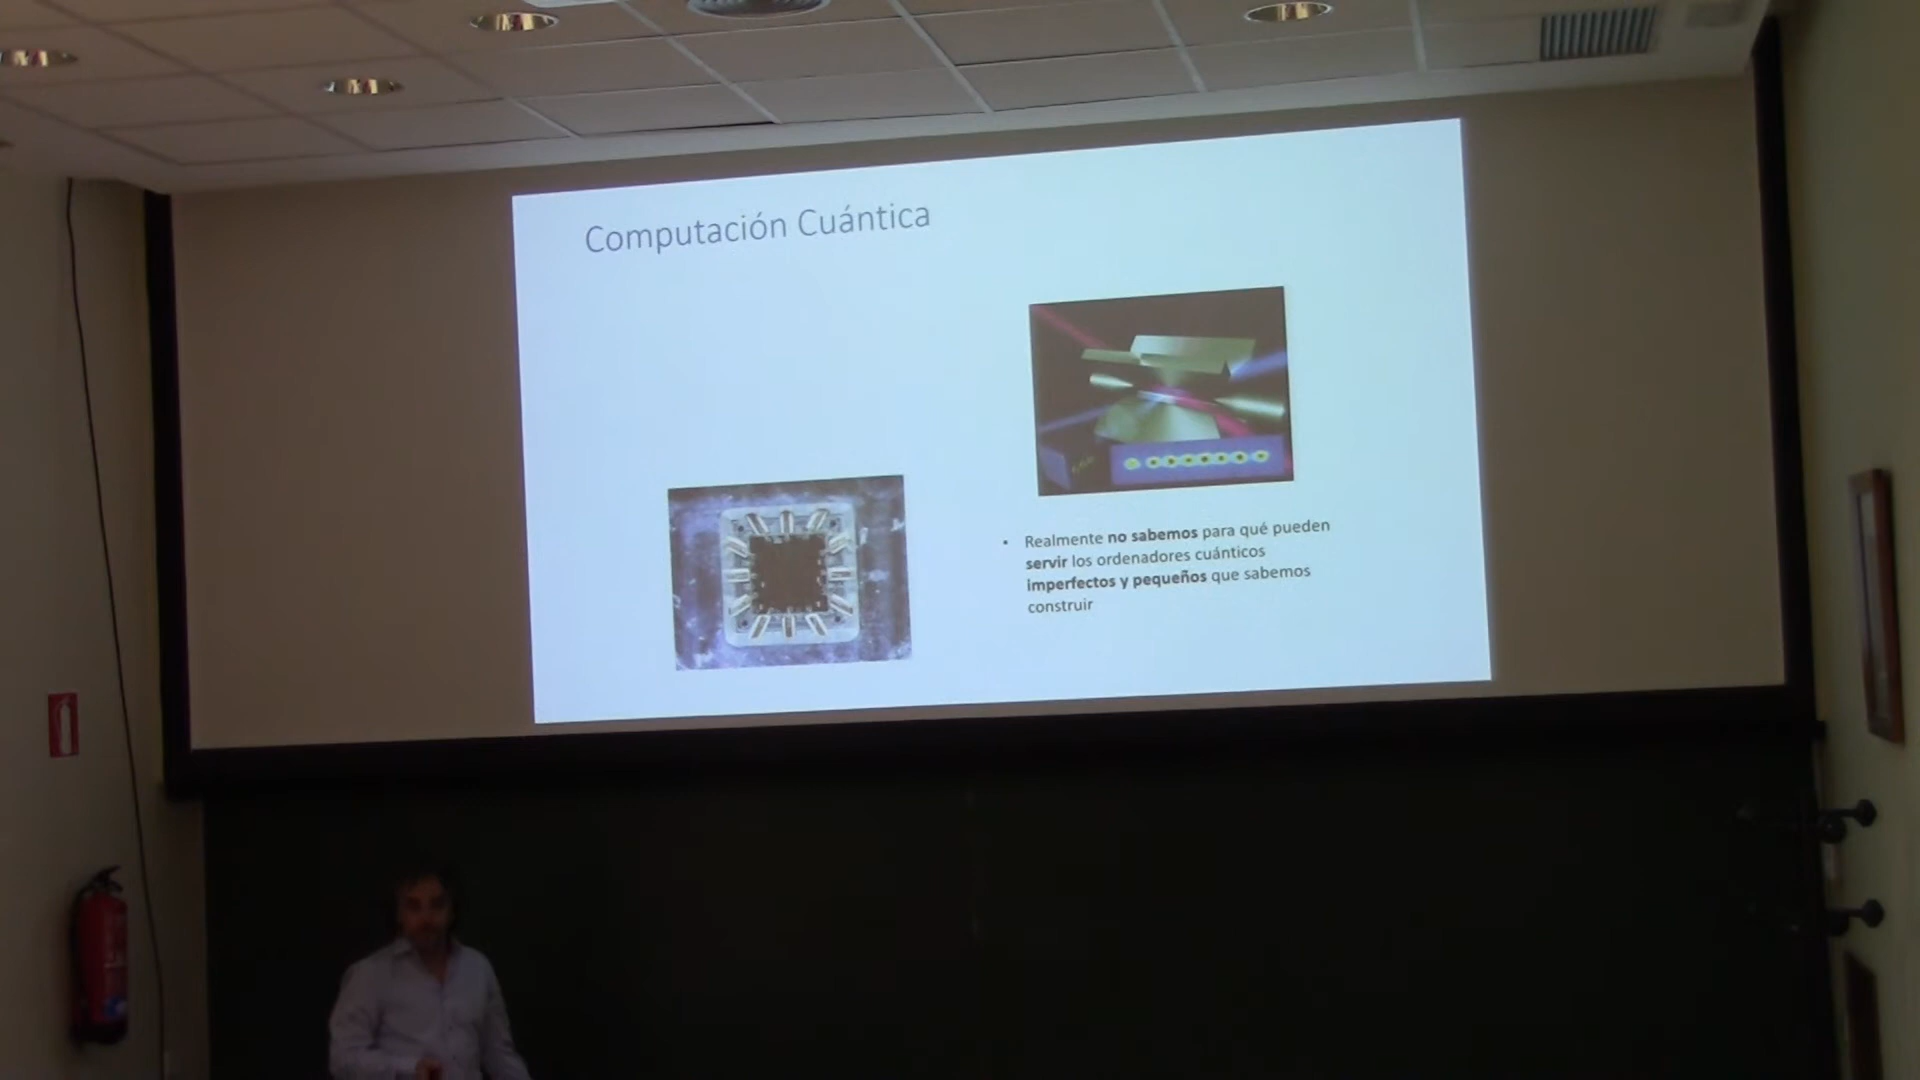 Computación Cuántica
• Realmente no sabemos para qué pueden
servir los ordenadores cuánticos
imperfectos y pequeños que sabemos
construir